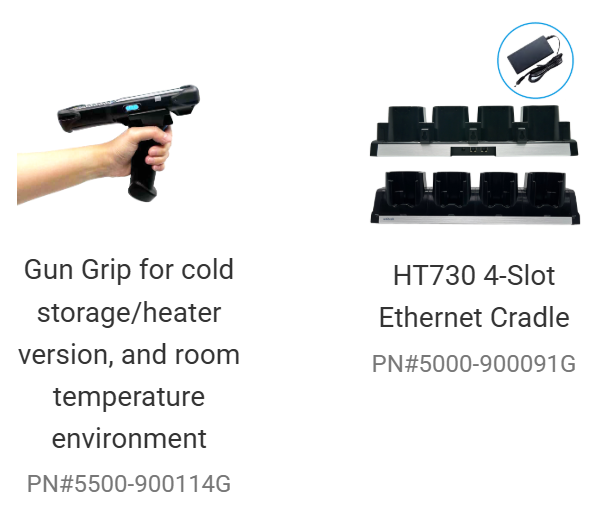 Gun Grip for cold
storage/heater
version, and room
temperature
environment
PN#5500-900114G
HT730 4-Slot
Ethernet Cradle
PN#5000-900091G